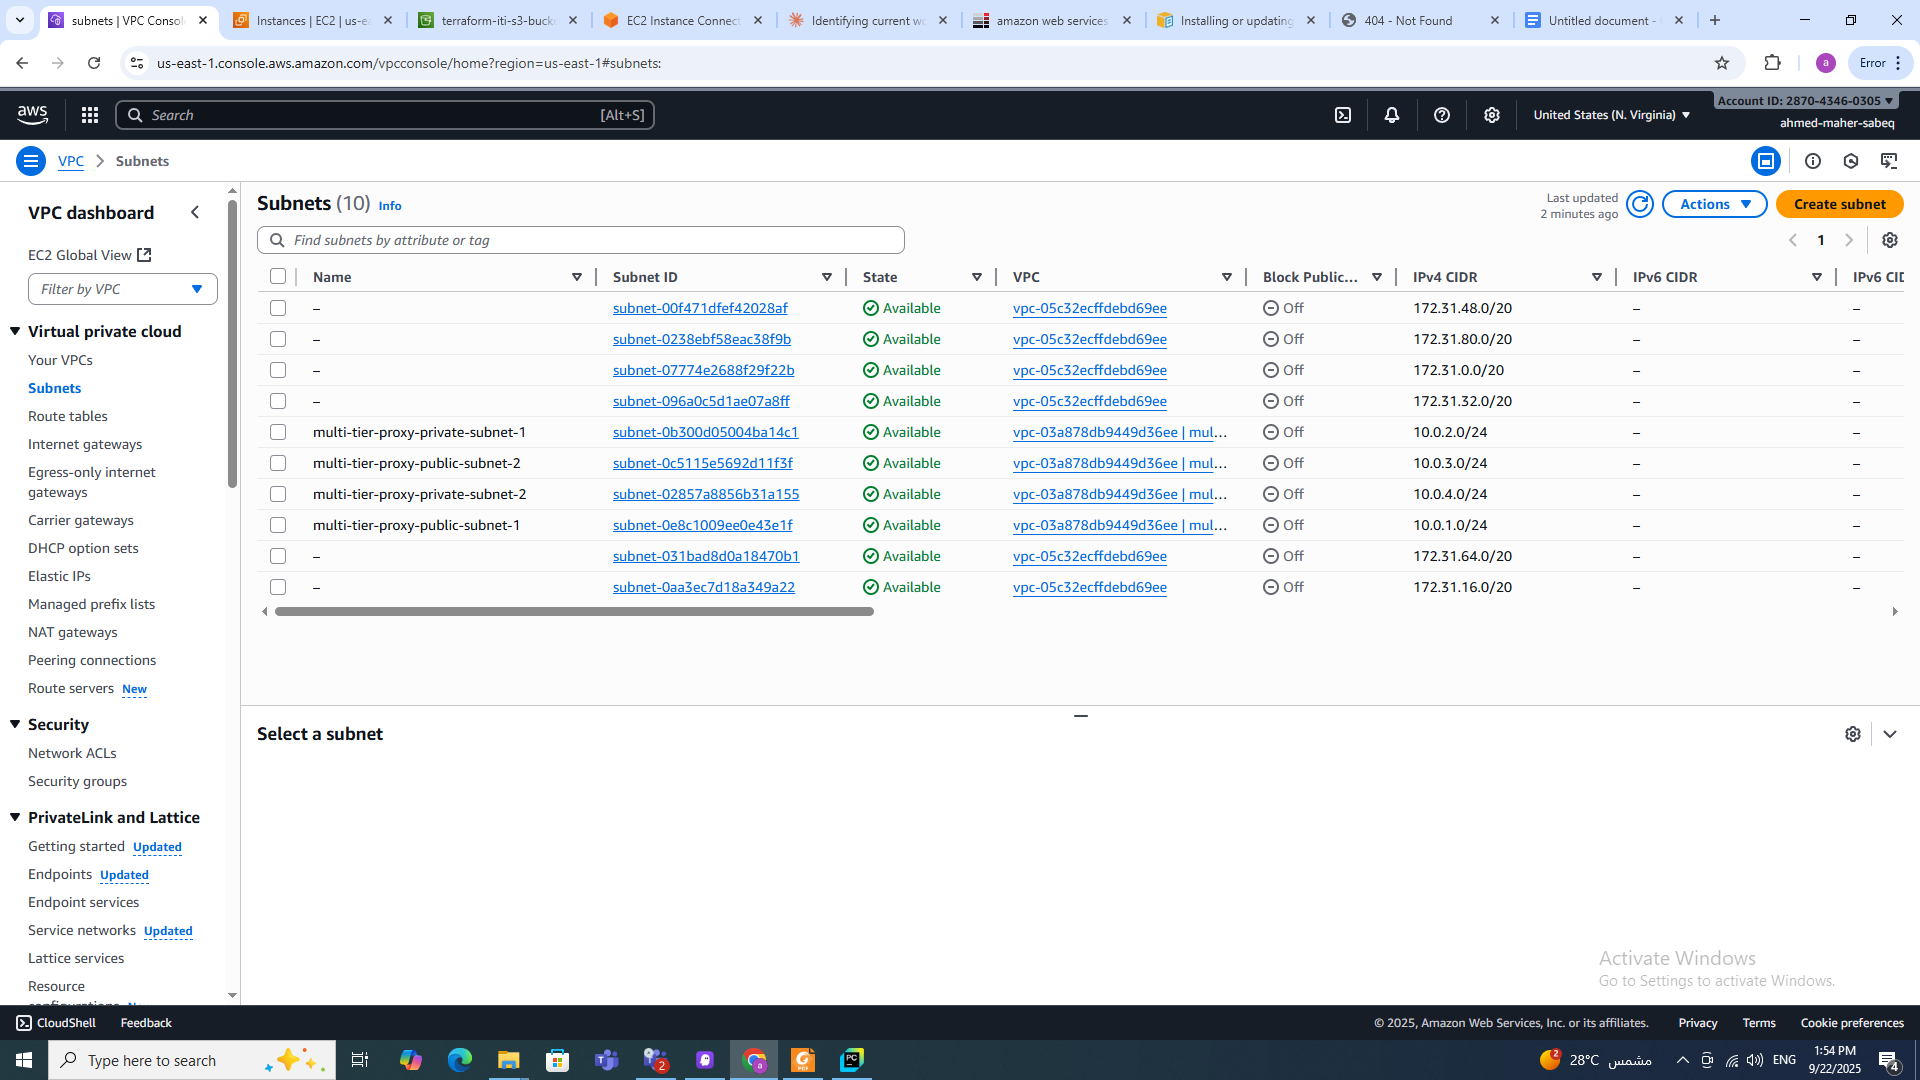 subnets | VPC Consol
Instances | EC2 | us-ea
terraform-iti-s3-bucke
EC2 Instance Connect
Identifying current wo
amazon web services
Installing or updating
404 - Not Found
Untitled document -
us-east-1.console.aws.amazon.com/vpcconsole/home?region=us-east-1#subnets:
a
Error
aws
Search
[Alt+S]
United States (N. Virginia)
Account ID: 2870-4346-0305
ahmed-maher-sabeq
VPC
Subnets
VPC dashboard
EC2 Global View
Filter by VPC
Virtual private cloud
Your VPCs
Subnets
Route tables
Internet gateways
Egress-only internet
gateways
Carrier gateways
DHCP option sets
Elastic IPs
Managed prefix lists
NAT gateways
Peering connections
Route servers New
Security
Network ACLs
Security groups
PrivateLink and Lattice
Getting started Updated
Endpoints Updated
Endpoint services
Service networks Updated
Lattice services
Resource
Subnets (10) Info
Last updated
2 minutes ago
Actions
Create subnet
Find subnets by attribute or tag
1
Name Subnet ID State VPC Block Public... IPv4 CIDR IPv6 CIDR IPv6 CID
– subnet-00f471dfef42028af Available vpc-05c32ecffdebd69ee Off 172.31.48.0/20 – –
– subnet-0238ebf58eac38f9b Available vpc-05c32ecffdebd69ee Off 172.31.80.0/20 – –
– subnet-07774e2688f29f22b Available vpc-05c32ecffdebd69ee Off 172.31.0.0/20 – –
– subnet-096a0c5d1ae07a8ff Available vpc-05c32ecffdebd69ee Off 172.31.32.0/20 – –
multi-tier-proxy-private-subnet-1 subnet-0b300d05004ba14c1 Available vpc-03a878db9449d36ee | mul... Off 10.0.2.0/24 – –
multi-tier-proxy-public-subnet-2 subnet-0c5115e5692d11f3f Available vpc-03a878db9449d36ee | mul... Off 10.0.3.0/24 – –
multi-tier-proxy-private-subnet-2 subnet-02857a8856b31a155 Available vpc-03a878db9449d36ee | mul... Off 10.0.4.0/24 – –
multi-tier-proxy-public-subnet-1 subnet-0e8c1009ee0e43e1f Available vpc-03a878db9449d36ee | mul... Off 10.0.1.0/24 – –
– subnet-031bad8d0a18470b1 Available vpc-05c32ecffdebd69ee Off 172.31.64.0/20 – –
– subnet-0aa3ec7d18a349a22 Available vpc-05c32ecffdebd69ee Off 172.31.16.0/20 – –
Select a subnet
Activate Windows
Go to Settings to activate Windows.
CloudShell
Feedback
© 2025, Amazon Web Services, Inc. or its affiliates.
Privacy
Terms
Cookie preferences
Type here to search
28°C مشمس
ENG
1:54 PM
9/22/2025
4